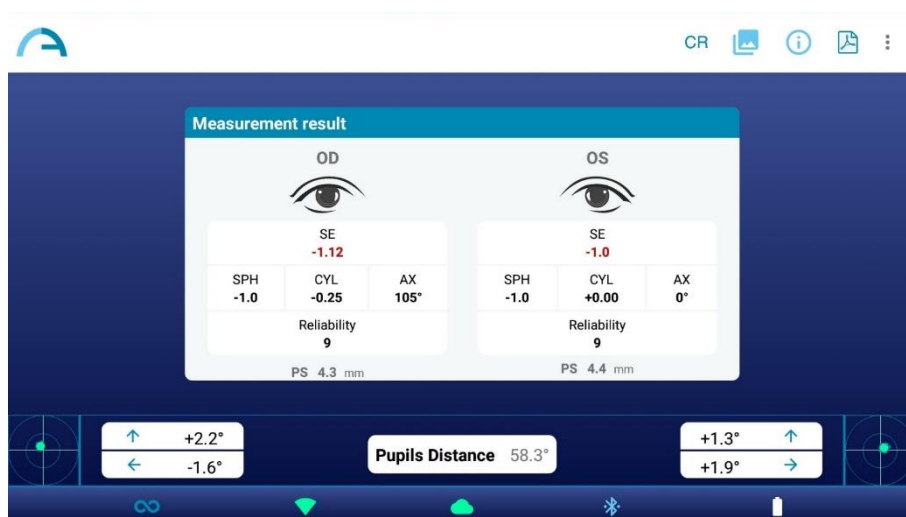 CR
Measurement result
OD OS
SE SE
-1.12 -1.0
SPH CYL AX SPH CYL AX
-1.0 -0.25 105° -1.0 +0.00 0°
Reliability Reliability
9 9
PS 4.3 mm PS 4.4 mm
+2.2° +1.3°
Pupils Distance 58.3°
-1.6° +1.9°